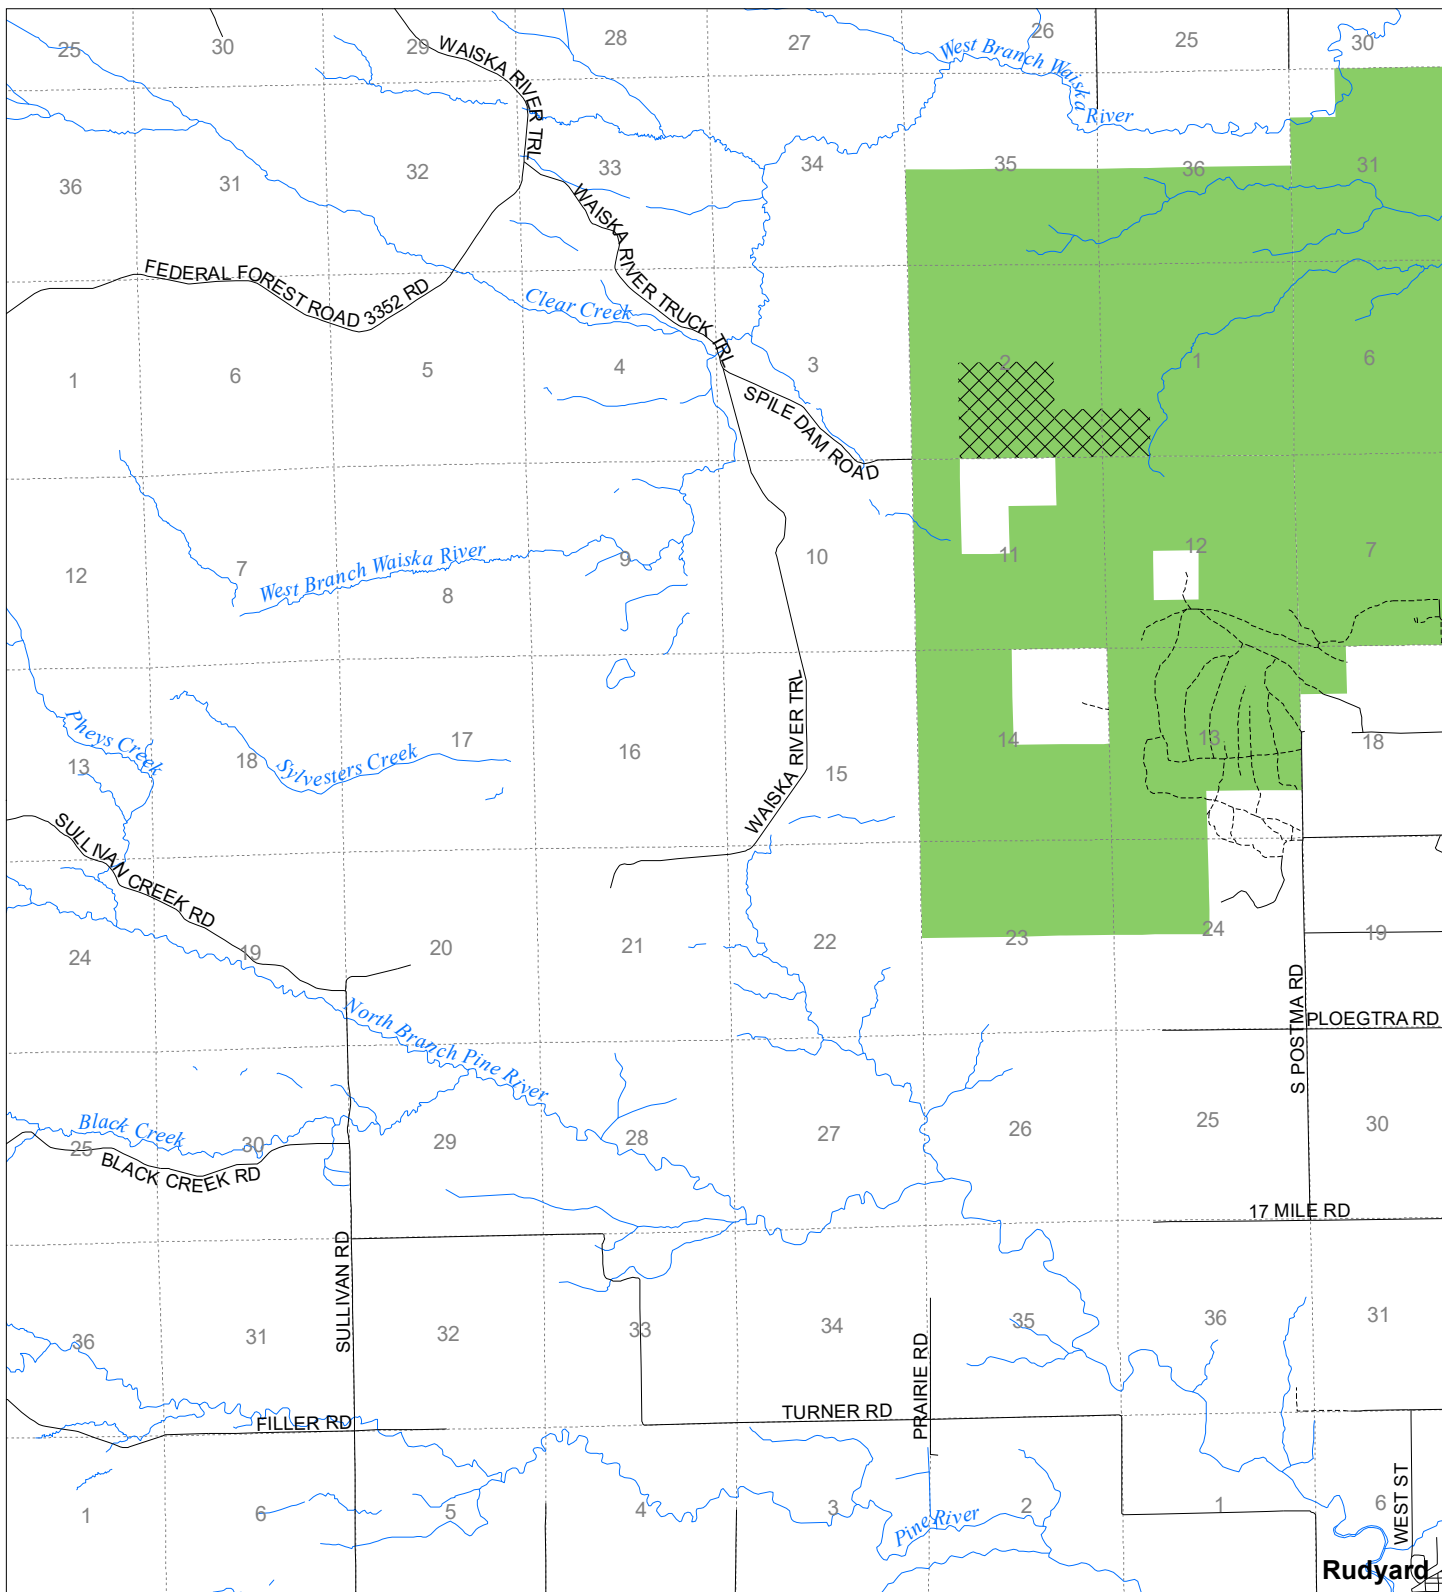 25 30 29 28 27 26 25 30
WAISKA RIVER TRL
West Branch Waiska River
36 31 32 33 34 35 36 31
WAISKA RIVER TRUCK TRL
FEDERAL FOREST ROAD 3352 RD
Clear Creek
1 6 5 4 3 2 1 6
SPILE DAM ROAD
12 7 8 9 10 11 12 7
West Branch Waiska River
WAISKA RIVER TRL
Pheys Creek
13 18 17 16 15 14 13 18
Sylvesters Creek
SULLIVAN CREEK RD
24 19 20 21 22 23 24 19
S POSTMA RD
PLOEGTRA RD
North Branch Pine River
Black Creek
25 30 29 28 27 26 25 30
BLACK CREEK RD
17 MILE RD
SULLIVAN RD
36 31 32 33 34 35 36 31
PRAIRIE RD
FILLER RD
TURNER RD
WEST ST
1 6 5 4 3 2 1 6
Pine River
Rudyard